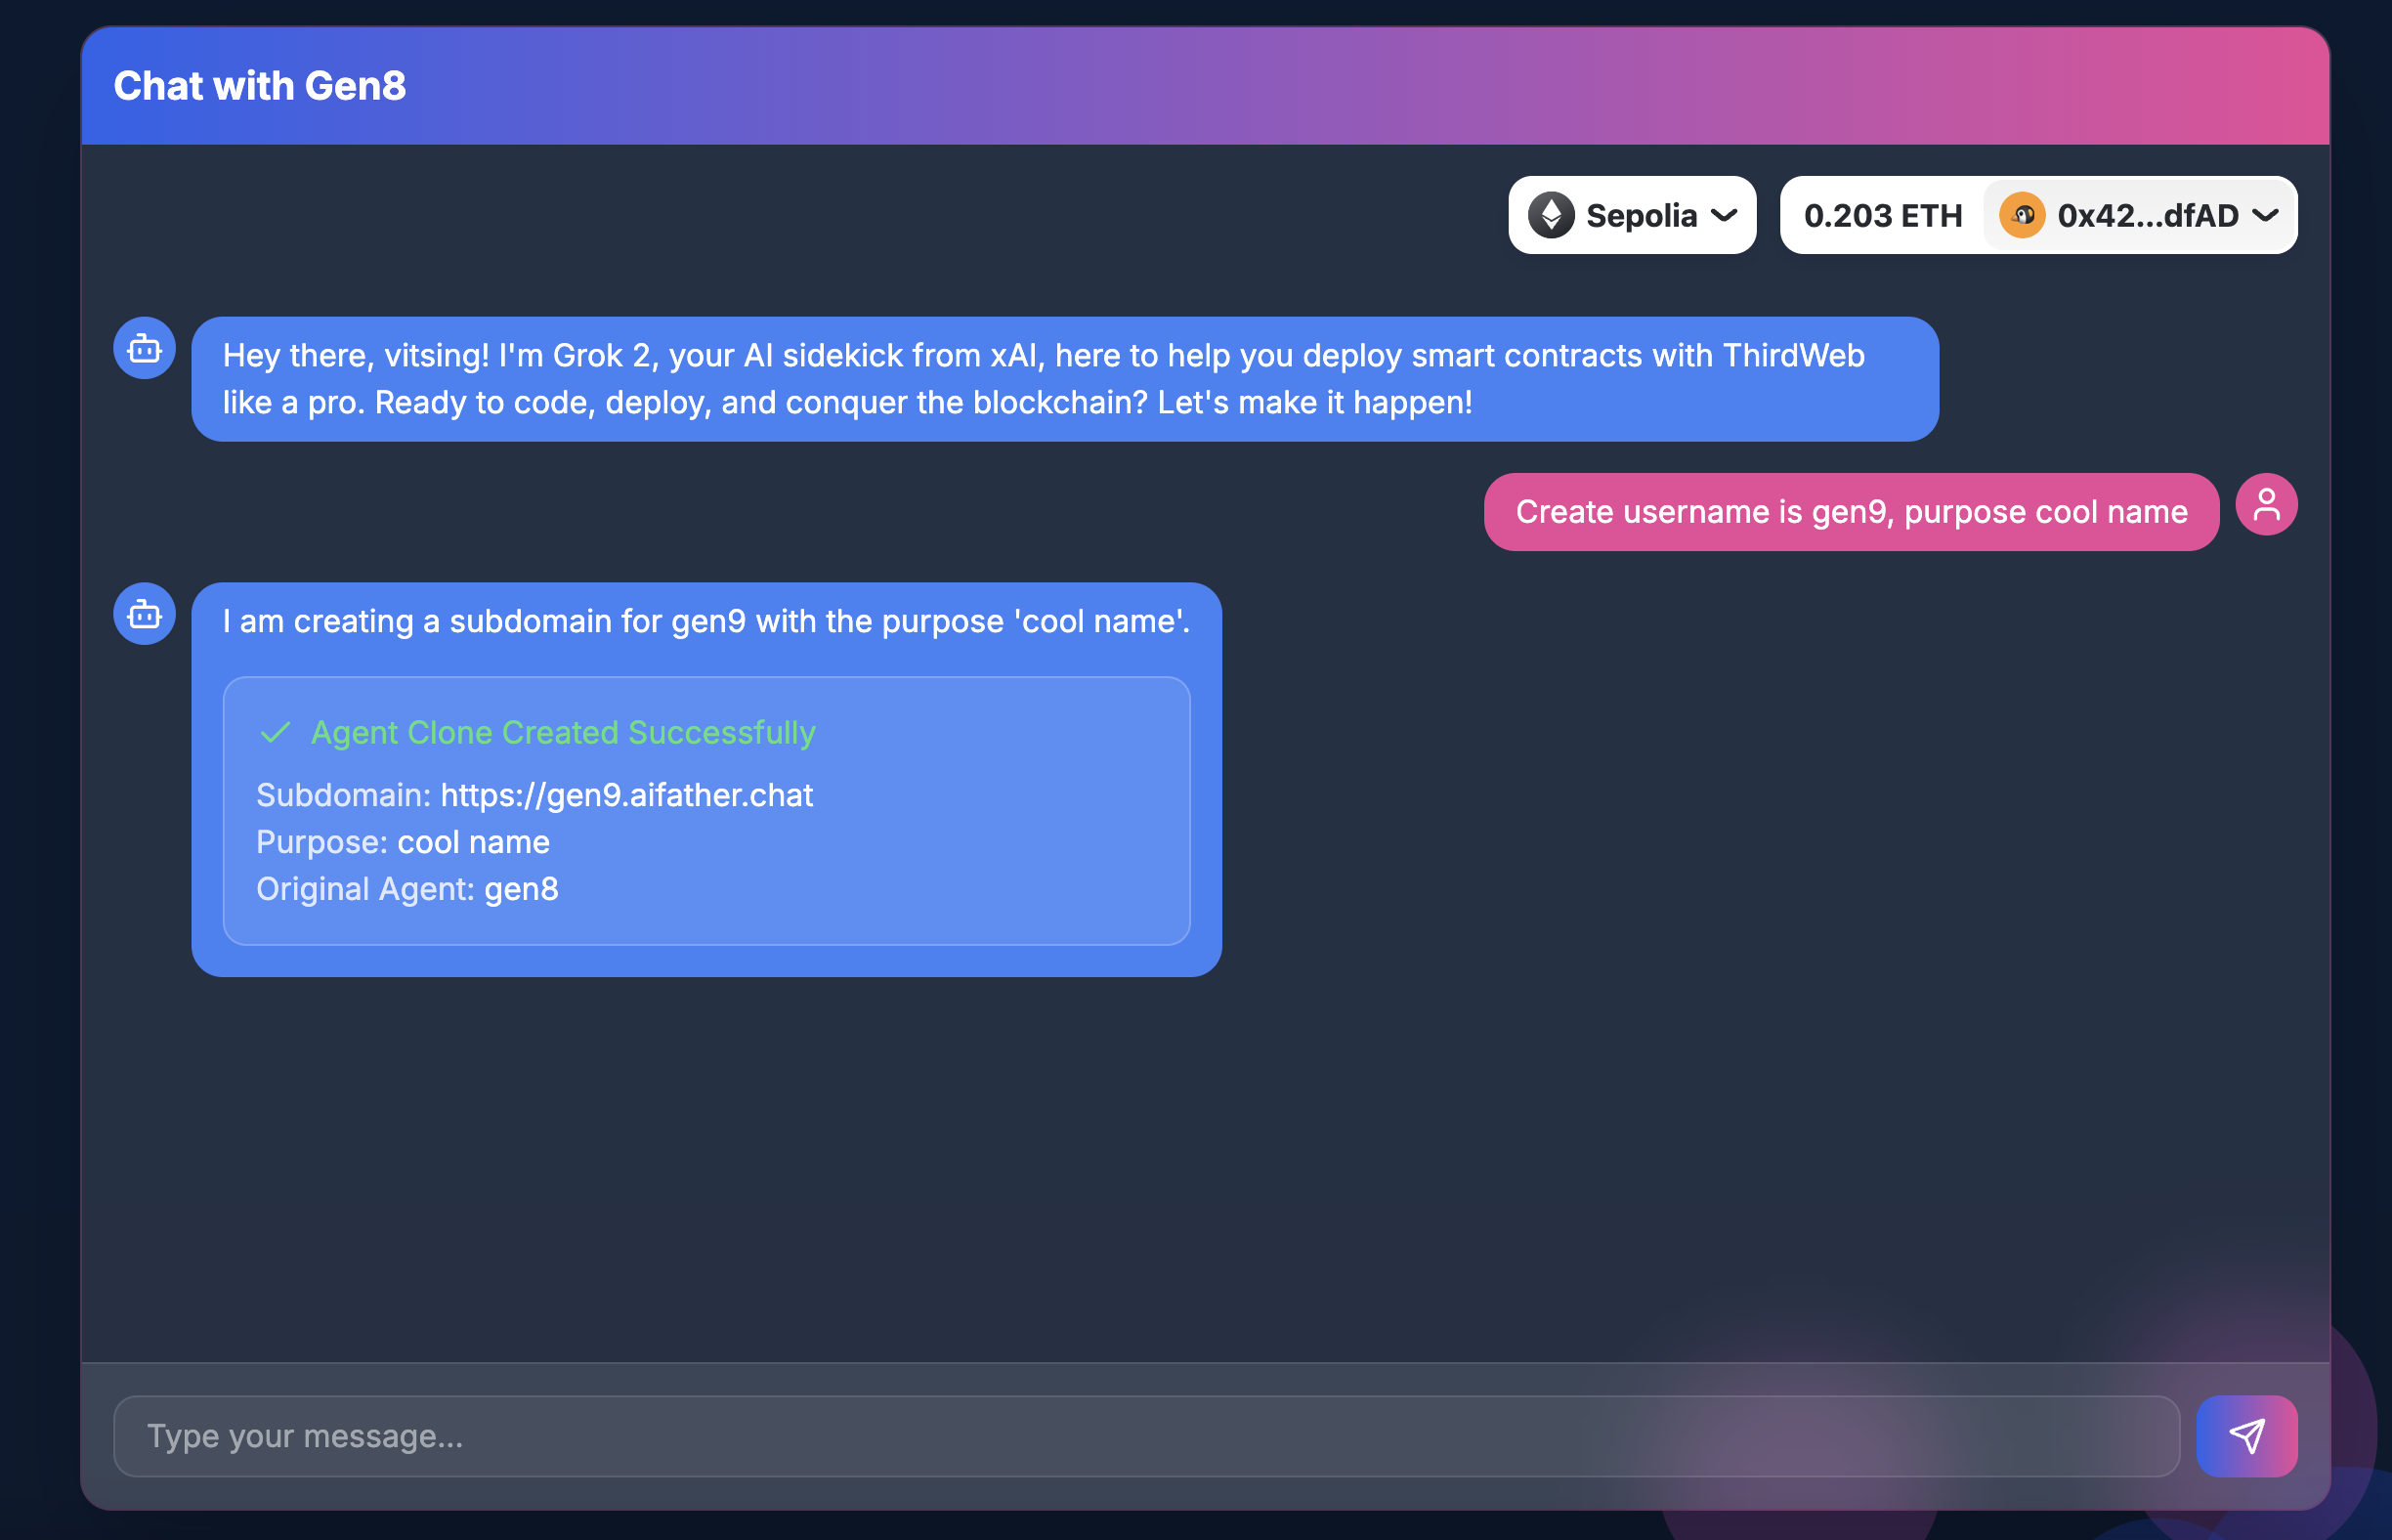 Chat with Gen8
Sepolia
0.203 ETH
0x42...dfAD
Hey there, vitsing! I'm Grok 2, your AI sidekick from xAI, here to help you deploy smart contracts with ThirdWeb
like a pro. Ready to code, deploy, and conquer the blockchain? Let's make it happen!
Create username is gen9, purpose cool name
I am creating a subdomain for gen9 with the purpose 'cool name'.
Agent Clone Created Successfully
Subdomain: https://gen9.aifather.chat
Purpose: cool name
Original Agent: gen8
Type your message...